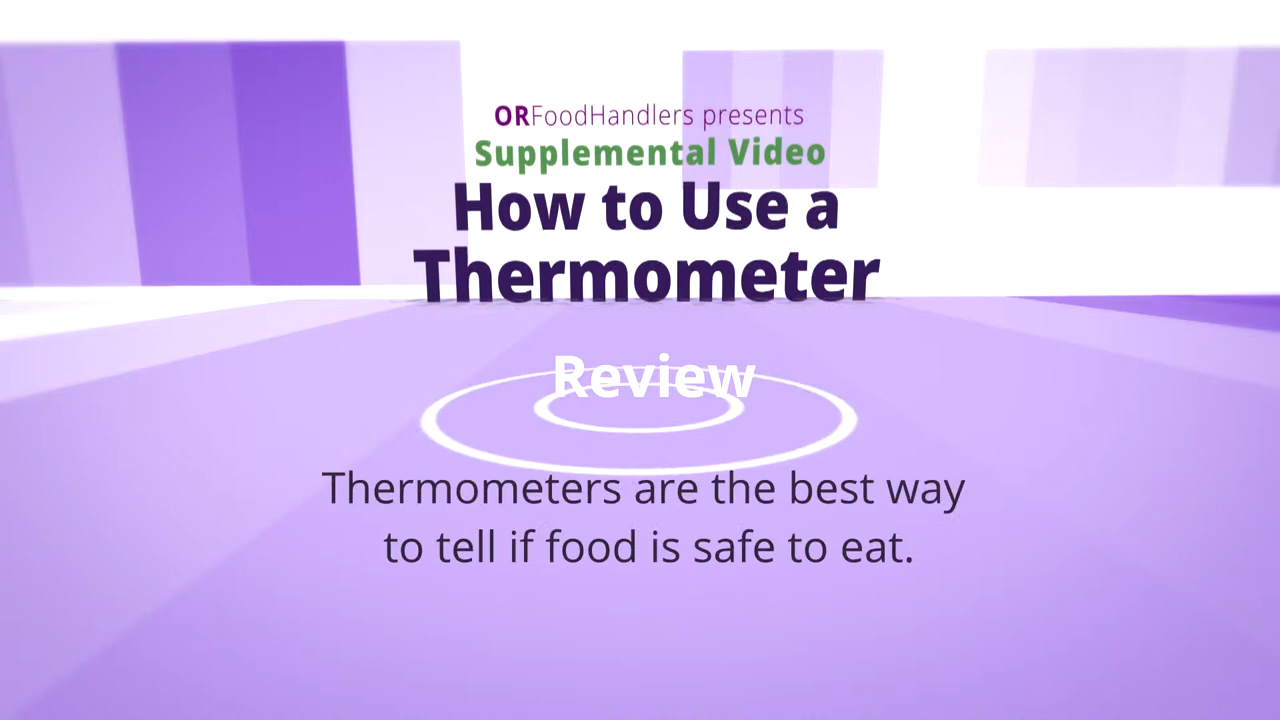 ORFoodHandlers presents
Supplemental Video
How to Use a
Thermometer
Review
Thermometers are the best way
to tell if food is safe to eat.